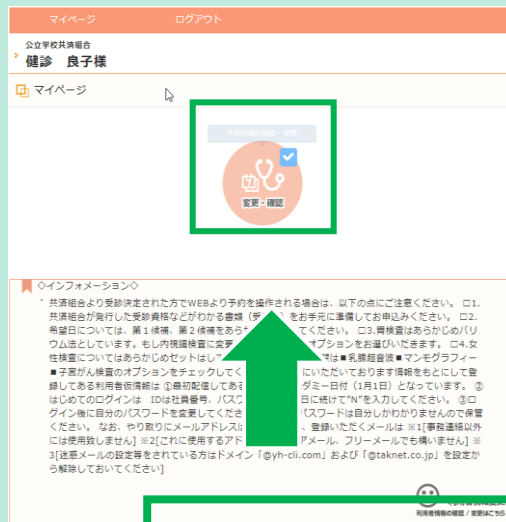 マイページ ログアウト
公立学校共済組合
健診 良子様
マイページ
予約内容の確認・変更
7
変更・確認
◇インフォメーション◇
共済組合より受診決定された方でWEBより予約を操作される場合は、以下の点にご注意ください。 □1.
共済組合が発行した受診資格などがわかる書類（受 をお手元に準備してお申込みください。 □2.
希望日については、第1候補、第2候補をあら てください。 □3.胃検査はあらかじめバリ
ウム法としています。もし内視鏡検査に変更 オプションをお選びいただきます。 □4.女
性検査についてはあらかじめセットはし は■乳腺超音波■マンモグラフィー
■子宮がん検査のオプションをチェックしてく にいただいております情報をもとにして登
録してある利用者仮情報は ①最初配信してある ダミー日付（1月1日）となっています。 ②
はじめてのログインは IDは社員番号、パスワ 日に続けて"N"を入力してください。 ③ロ
グイン後に自分のパスワードを変更してくださ パスワードは自分しかわかりませんので保管
ください。 なお、やり取りにメールアドレス 、登録いただくメールは ※1[事務連絡以外
には使用致しません] ※2[これに使用するアド アメール、フリーメールでも構いません] ※
3[迷惑メールの設定等をされている方はドメイン「@yh-cli.com」および「@taknet.co.jp」を設定か
ら解除しておいてください]
利用者情報の確認 / 変更はこちら